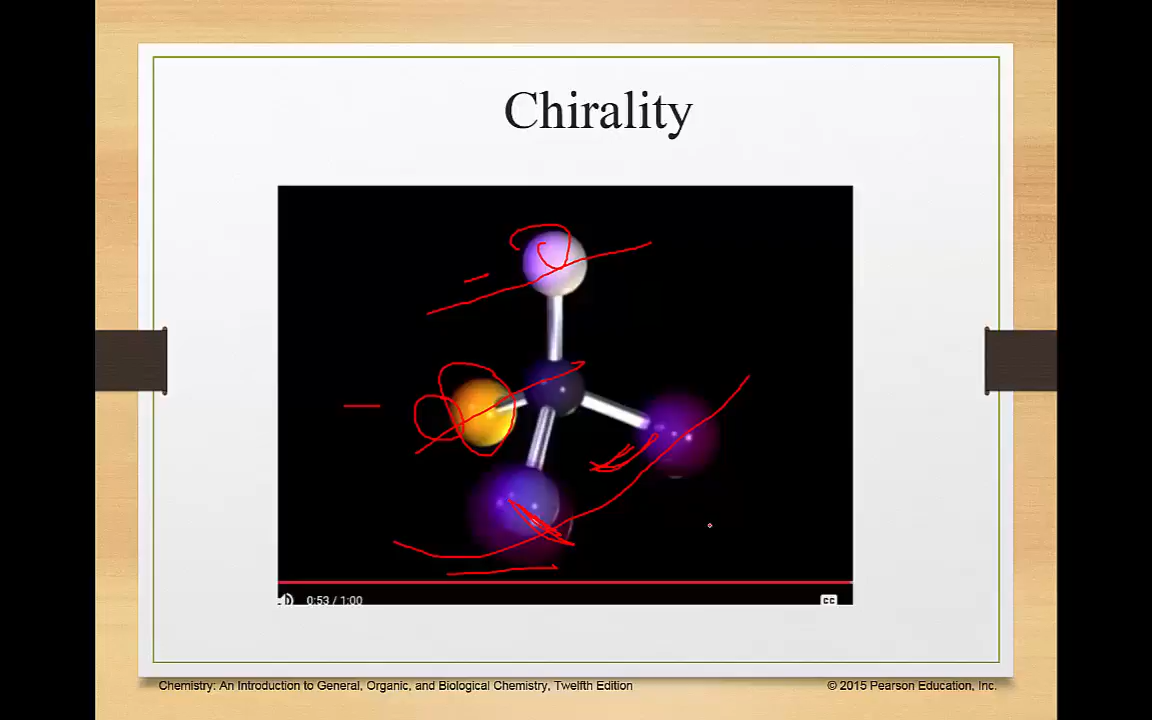 Chirality
0:53 / 1:00
CC
Chemistry: An Introduction to General, Organic, and Biological Chemistry, Twelfth Edition
© 2015 Pearson Education, Inc.